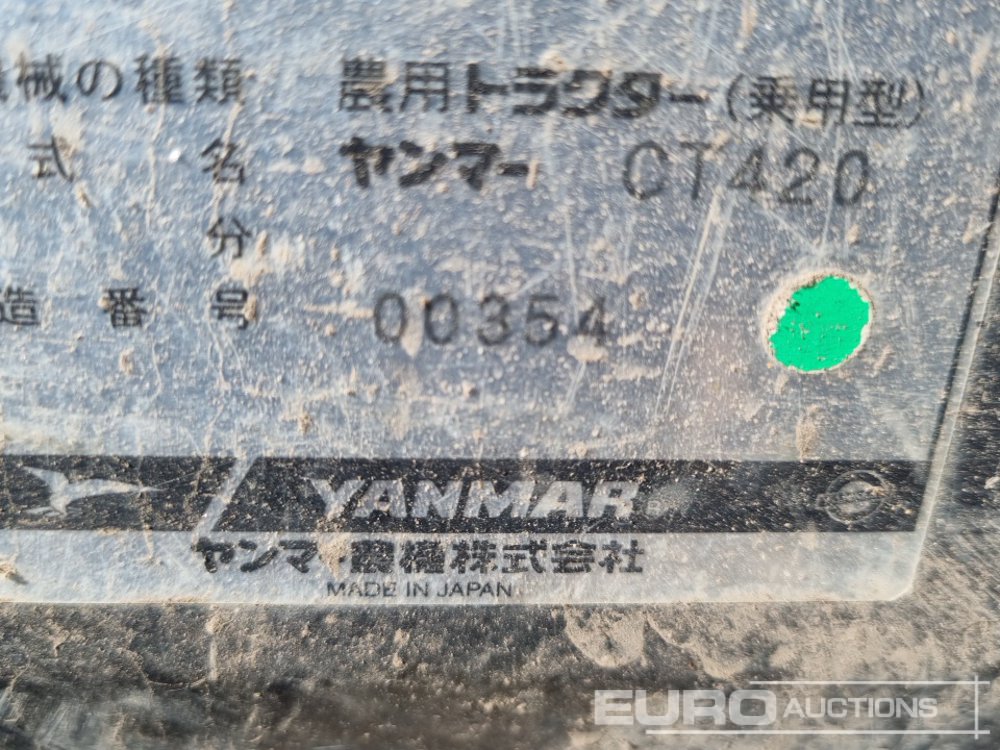 械の種類 農用トラクター(乗用型)
式名 ヤンマー CT420
分
造番号 00354
YANMAR
ヤンマー農機株式会社
MADE IN JAPAN
EURO AUCTIONS